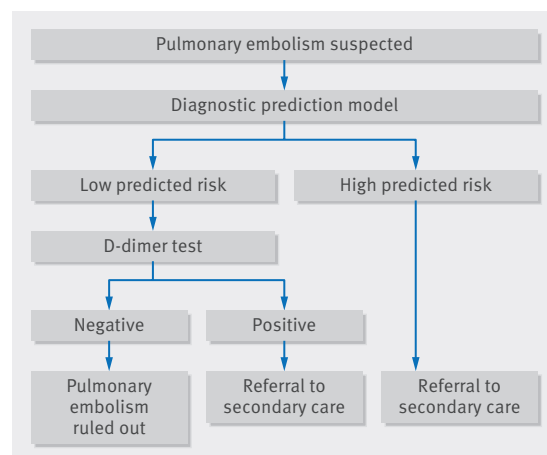 Pulmonary embolism suspected
Diagnostic prediction model
Low predicted risk
High predicted risk
D-dimer test
Negative
Positive
Pulmonary
embolism
ruled out
Referral to
secondary care
Referral to
secondary care